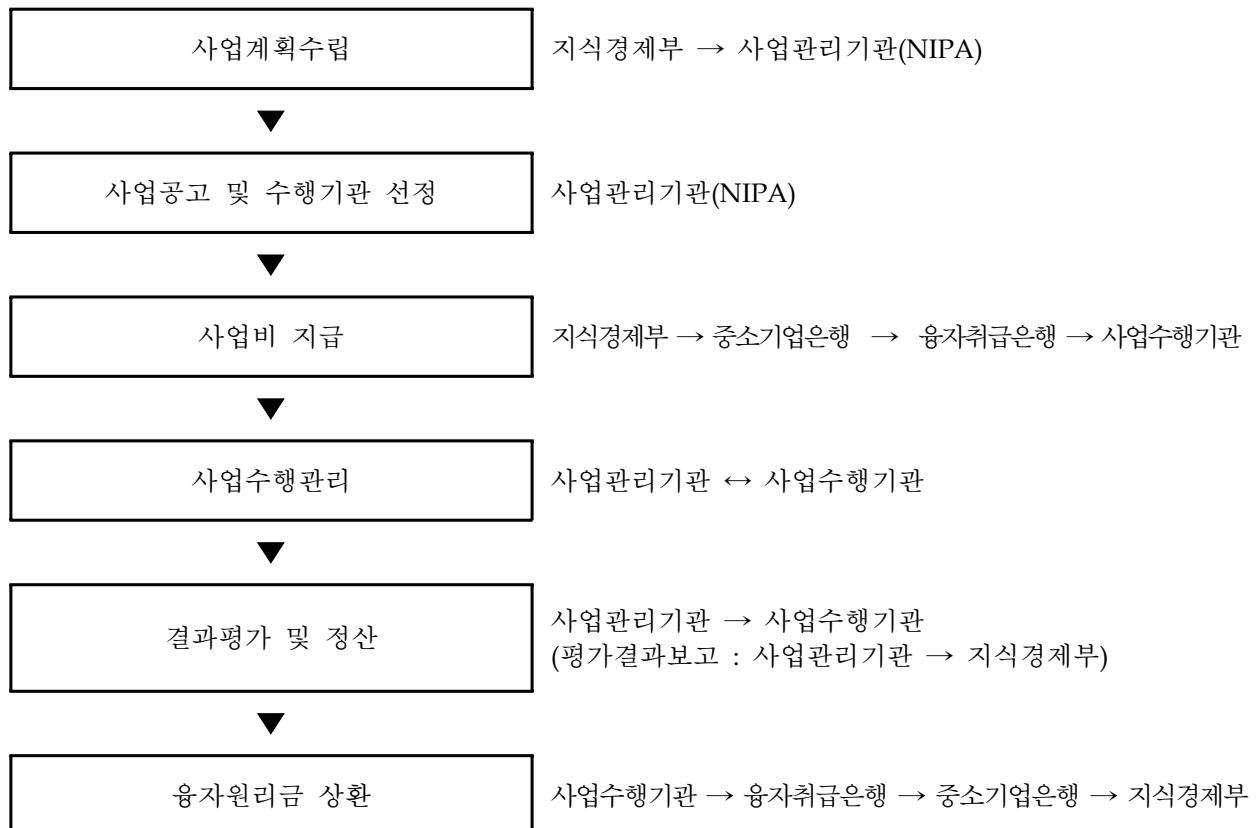 사업계획수립 지식경제부 → 사업관리기관(NIPA)
▼
사업공고 및 수행기관 선정 사업관리기관(NIPA)
▼
사업비 지급 지식경제부 → 중소기업은행 → 융자취급은행 → 사업수행기관
▼
사업수행관리 사업관리기관 ↔ 사업수행기관
▼
결과평가 및 정산 사업관리기관 → 사업수행기관
(평가결과보고 : 사업관리기관 → 지식경제부)
▼
융자원리금 상환 사업수행기관 → 융자취급은행 → 중소기업은행 → 지식경제부